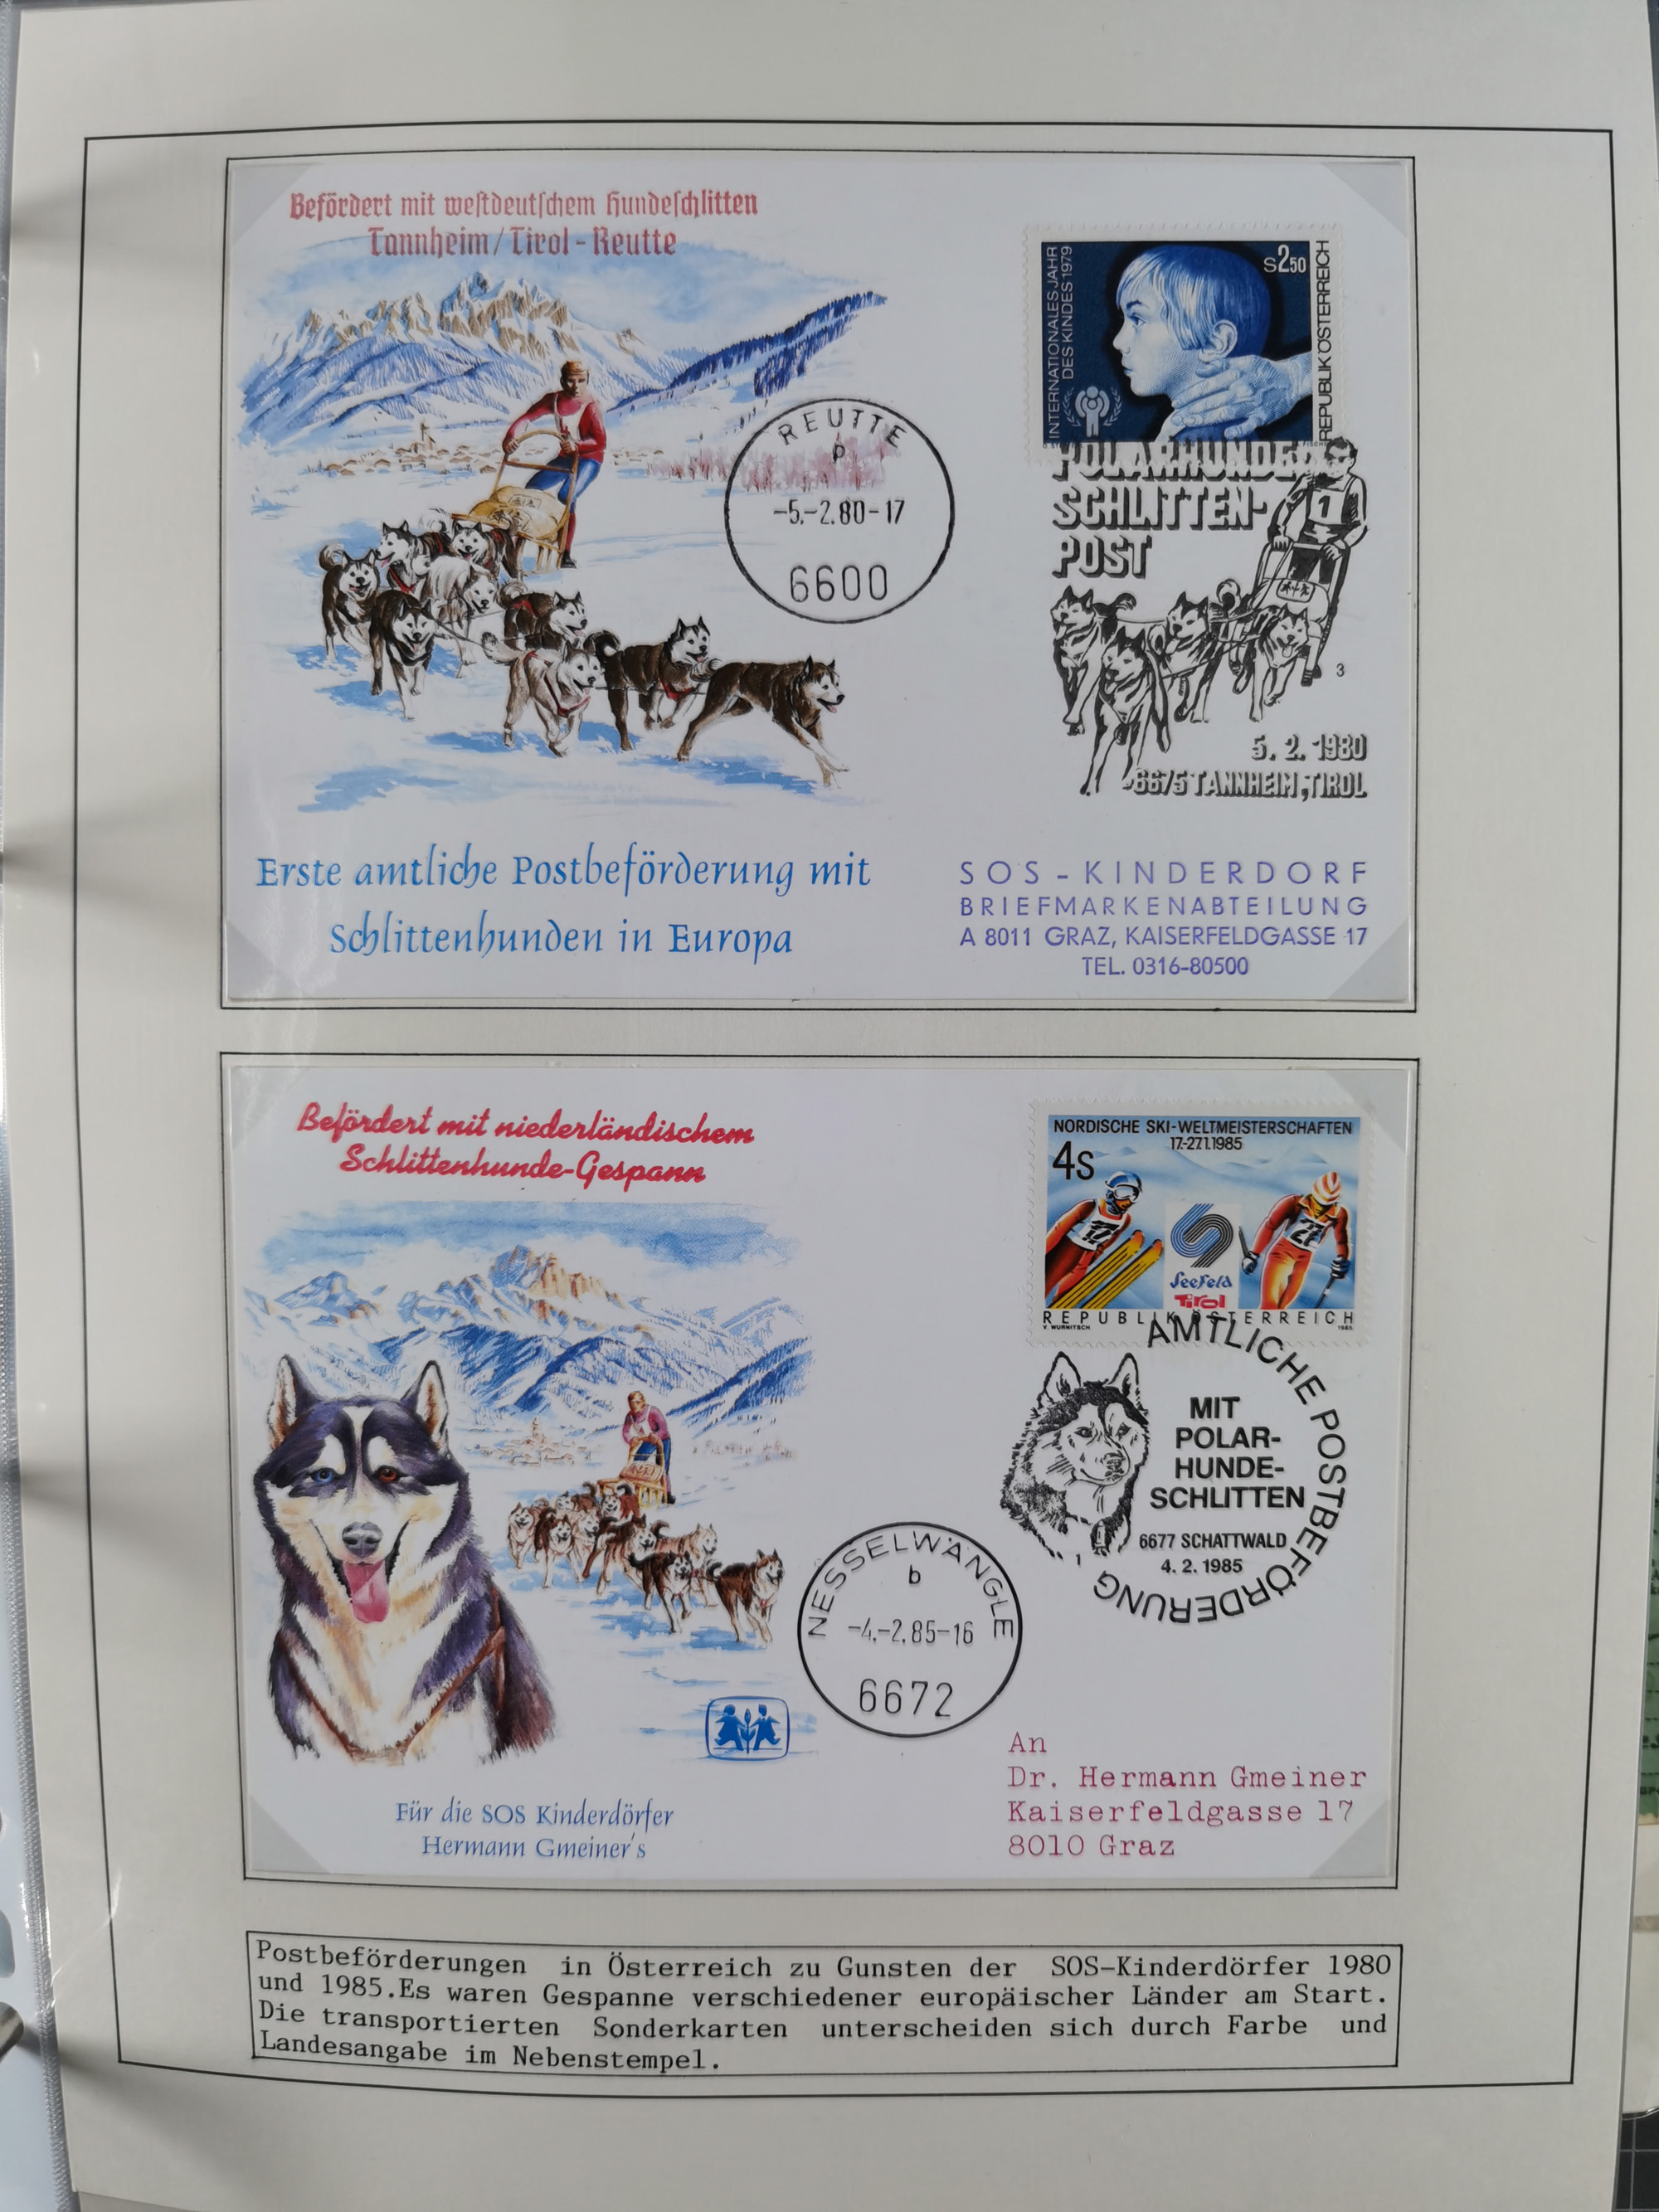 Befördert mit westdeutschem Hundeschlitten
Tannheim/Tirol - Reutte
INTERNATIONALES JAHR
DES KINDES 1979
S250
REPUBLIK ÖSTERREICH
REUTTE
b
-5.-2.80-17
6600
POLARHUNDE
SCHLITTEN-
POST
1
3
5. 2. 1980
6675 TANNHEIM, TIROL
Erste amtliche Postbeförderung mit
Schlittenhunden in Europa
SOS-KINDERDORF
BRIEFMARKENABTEILUNG
A 8011 GRAZ, KAISERFELDGASSE 17
TEL. 0316-80500
Befördert mit niederländischem
Schlittenhunde-Gespann
NORDISCHE SKI-WELTMEISTERSCHAFTEN
17.-27.1.1985
4S
Seefeld
Tirol
REPUBLIK ÖSTERREICH
V. WURNITSCH
1985
AMTLICHE POSTBEFÖRDERUNG
MIT
POLAR-
HUNDE-
SCHLITTEN
6677 SCHATTWALD
4. 2. 1985
NESSELWÄNGLE
b
-4.-2.85-16
6672
An
Dr. Hermann Gmeiner
Kaiserfeldgasse 17
8010 Graz
Für die SOS Kinderdörfer
Hermann Gmeiner's
Postbeförderungen in Österreich zu Gunsten der SOS-Kinderdörfer 1980
und 1985.Es waren Gespanne verschiedener europäischer Länder am Start.
Die transportierten Sonderkarten unterscheiden sich durch Farbe und
Landesangabe im Nebenstempel.